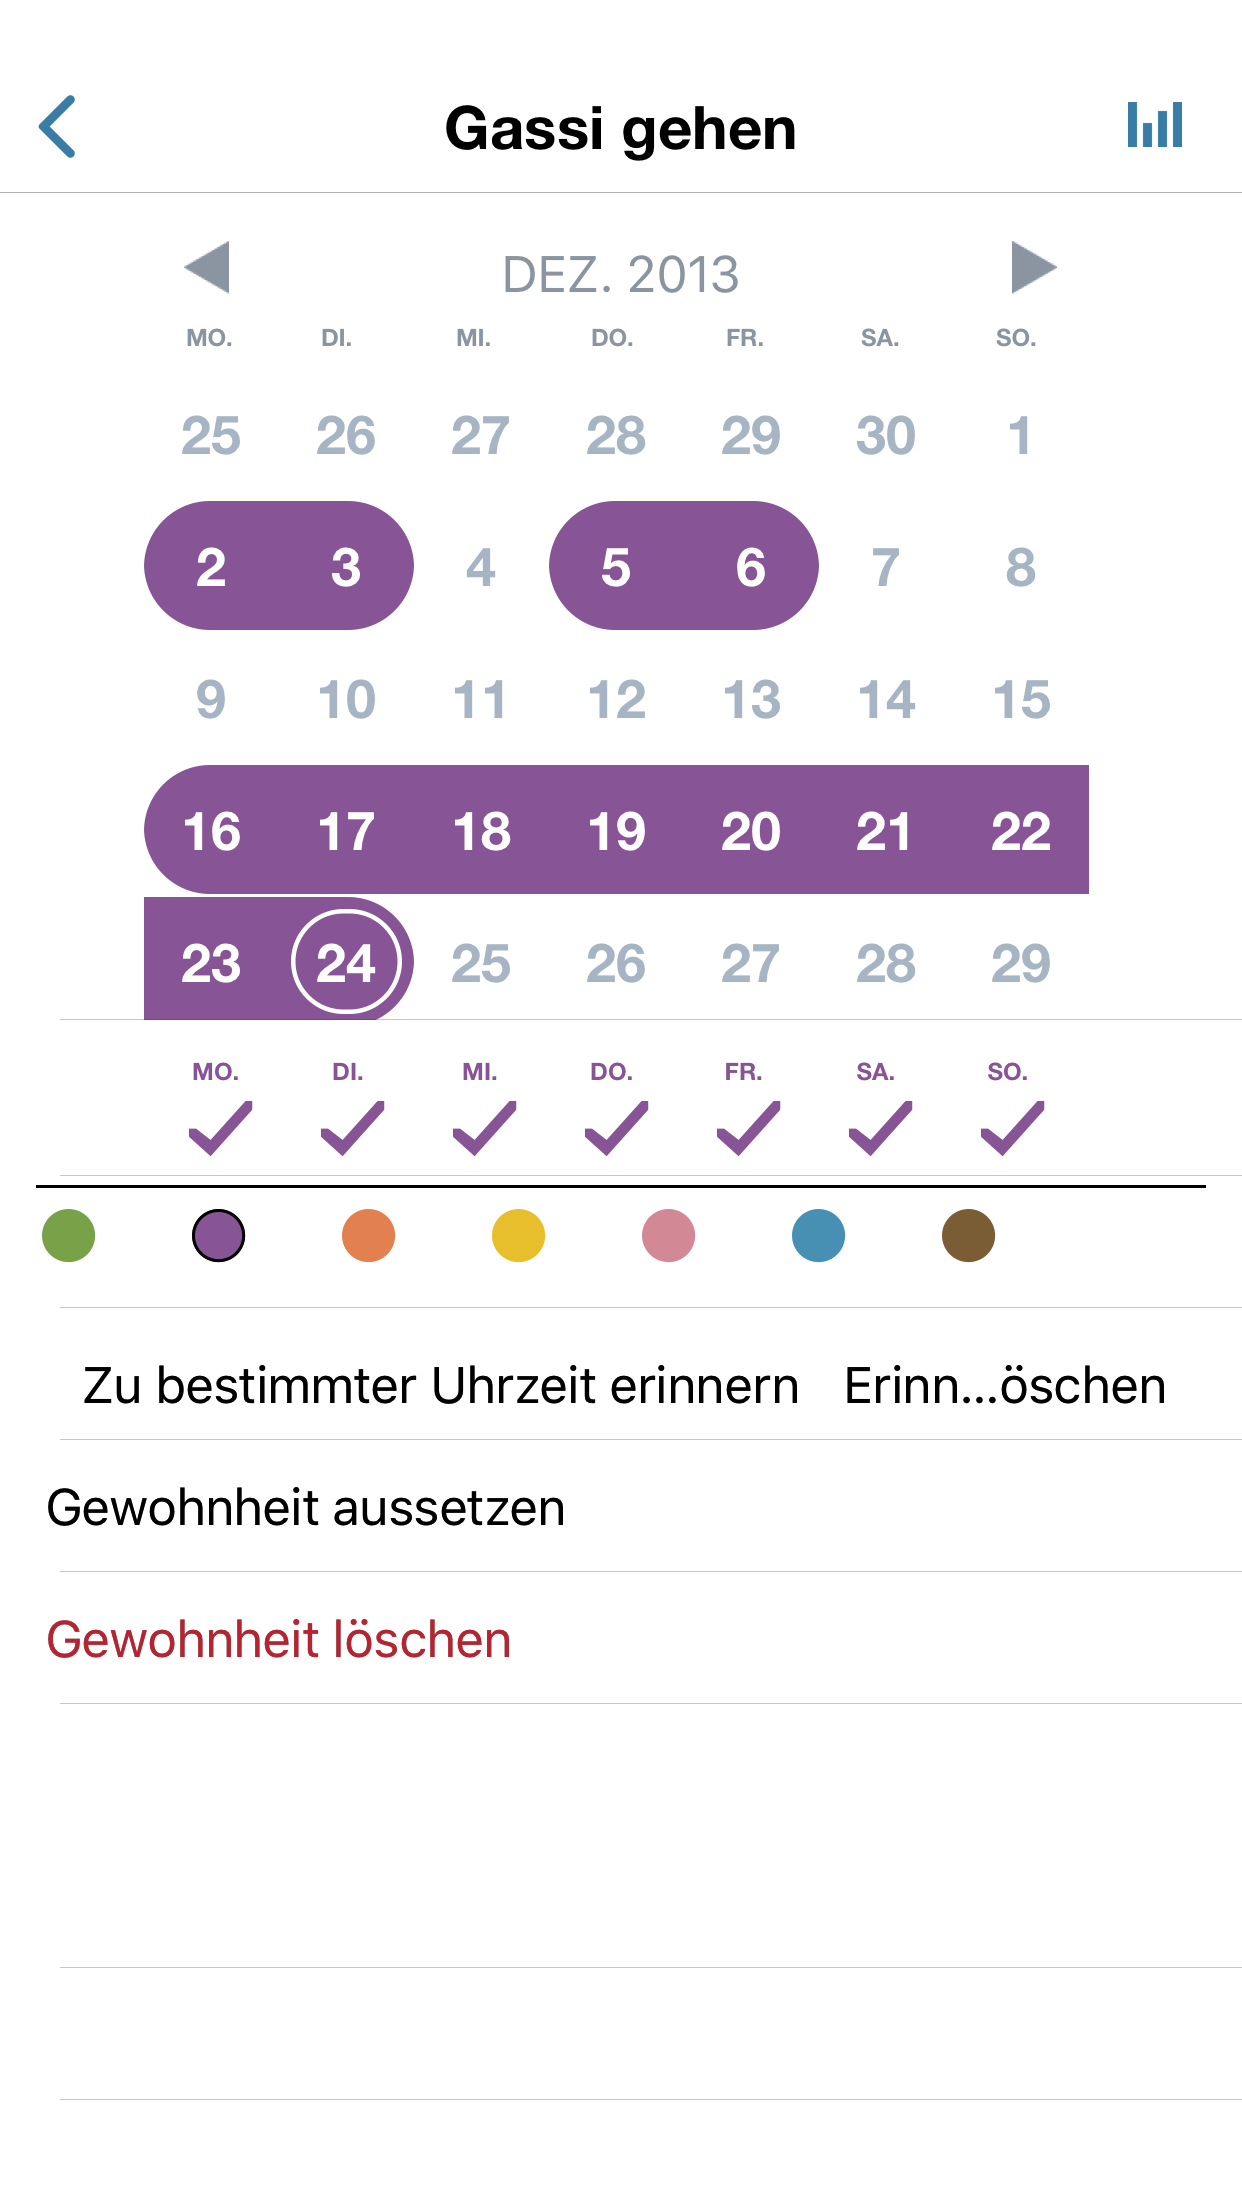 Gassi gehen
DEZ. 2013
MO. DI. MI. DO. FR. SA. SO.
25 26 27 28 29 30 1
2 3 4 5 6 7 8
9 10 11 12 13 14 15
16 17 18 19 20 21 22
23 24 25 26 27 28 29
MO. DI. MI. DO. FR. SA. SO.
Zu bestimmter Uhrzeit erinnern Erinn...öschen
Gewohnheit aussetzen
Gewohnheit löschen